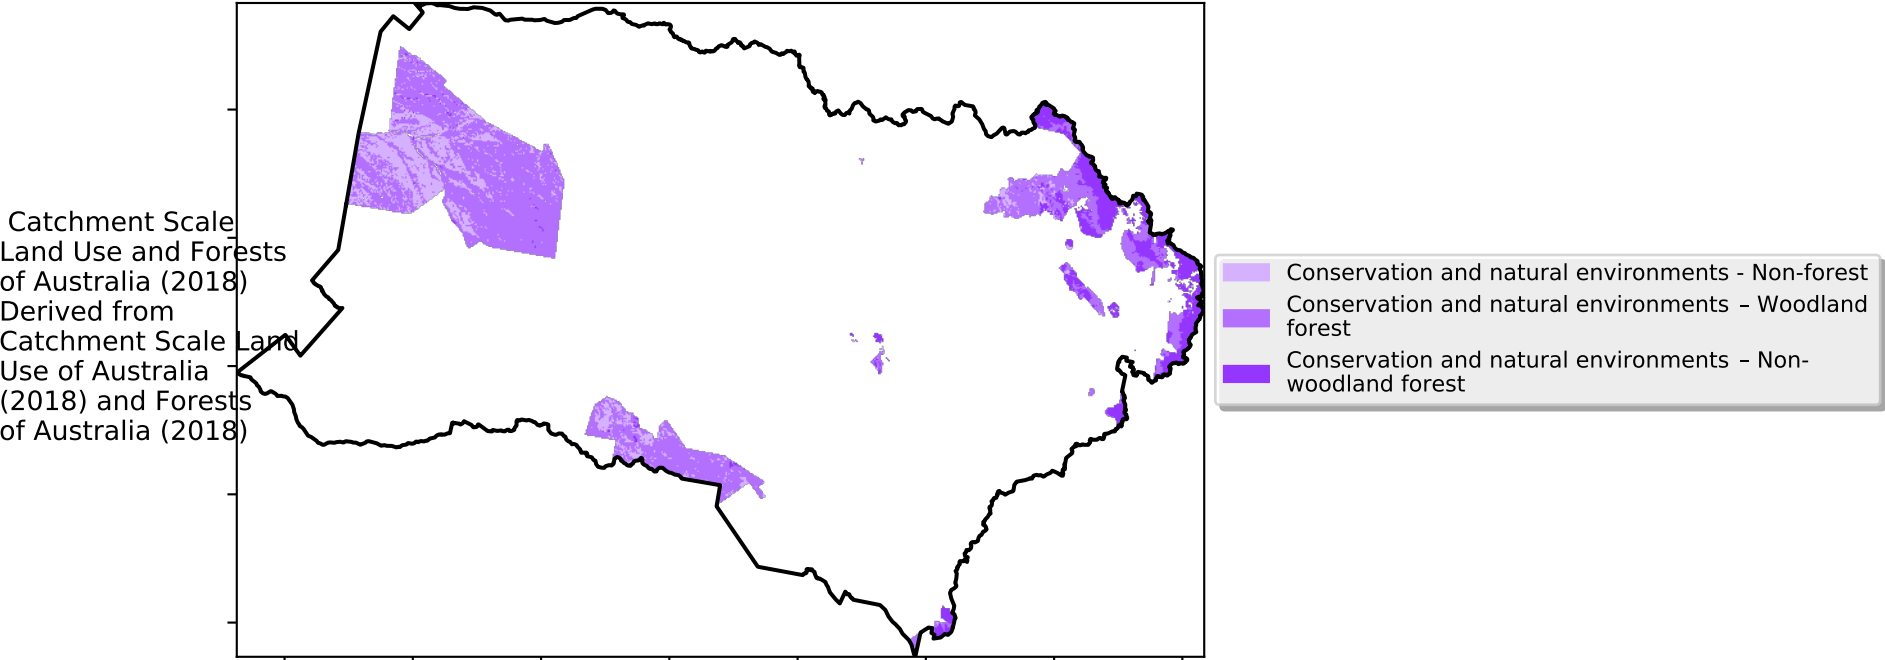 Catchment Scale
Land Use and Forests
of Australia (2018)
Derived from
Catchment Scale Land
Use of Australia
(2018) and Forests
of Australia (2018)
Conservation and natural environments - Non-forest
Conservation and natural environments – Woodland
forest
Conservation and natural environments – Non-
woodland forest